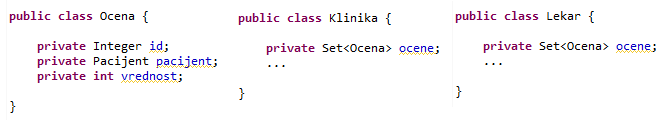 public class Ocena {
private Integer id;
private Pacijent pacijent;
private int vrednost;
}
public class Klinika {
private Set<Ocena> ocene;
...
}
public class Lekar {
private Set<Ocena> ocene;
...
}